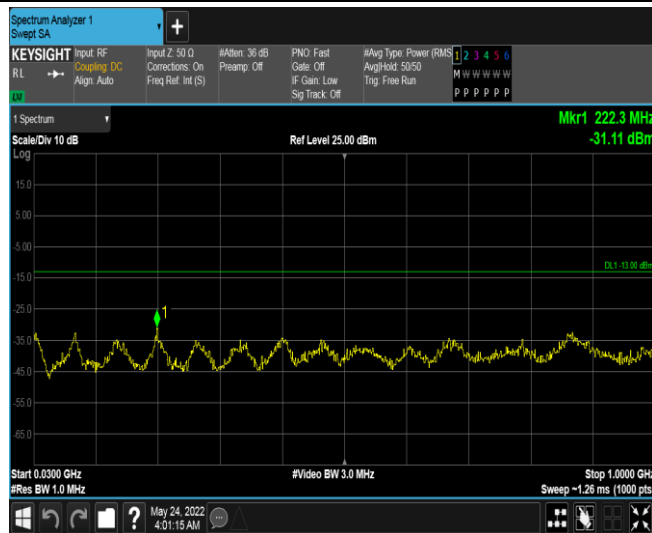 Spectrum Analyzer 1
Swept SA
+
KEYSIGHT
RL
Input: RF
Coupling: DC
Align: Auto
Input Z: 50 Ω
Corrections: On
Freq Ref: Int (S)
#Atten: 36 dB
Preamp: Off
PNO: Fast
Gate: Off
IF Gain: Low
Sig Track: Off
#Avg Type: Power (RMS
Avg|Hold: 50/50
Trig: Free Run
1 2 3 4 5 6
M W W W W W
P P P P P P
1 Spectrum
Mkr1 222.3 MHz
Scale/Div 10 dB
Ref Level 25.00 dBm
-31.11 dBm
Log
15.0
5.00
-5.00
DL1 -13.00 dBm
-15.0
-25.0
1
-35.0
-45.0
-55.0
-65.0
Start 0.0300 GHz
#Video BW 3.0 MHz
Stop 1.0000 GHz
#Res BW 1.0 MHz
Sweep ~1.26 ms (1000 pts
?
May 24, 2022
4:01:15 AM